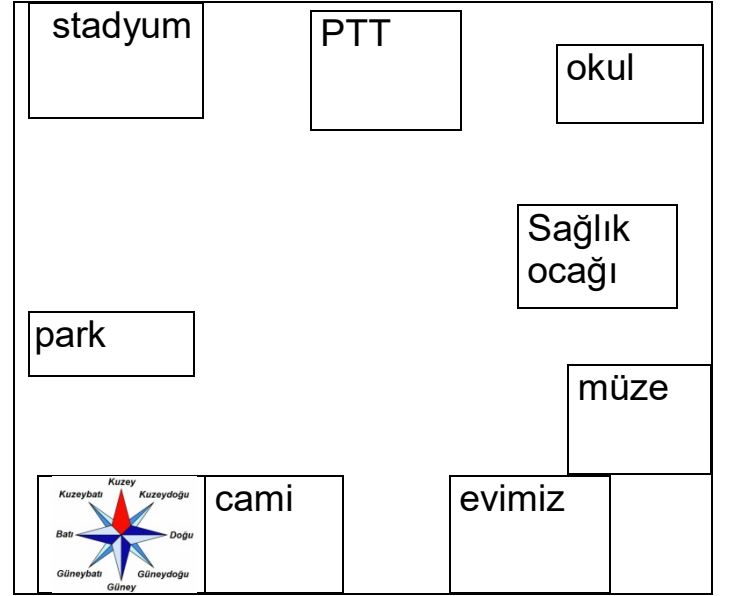 stadyum
PTT
okul
Sağlık
ocağı
park
müze
Kuzey
Kuzeybatı
Kuzeydoğu
Batı
Doğu
Güneybatı
Güneydoğu
Güney
cami
evimiz